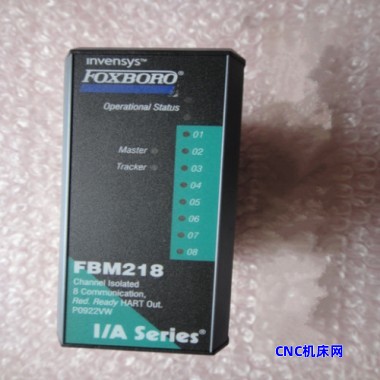 invensys™
FOXBORO®
Operational Status
01
Master 02
Tracker 03
04
05
06
07
08
FBM218
Channel Isolated
8 Communication,
Red. Ready HART Out.
P0922VW
I/A Series®
CNC机床网